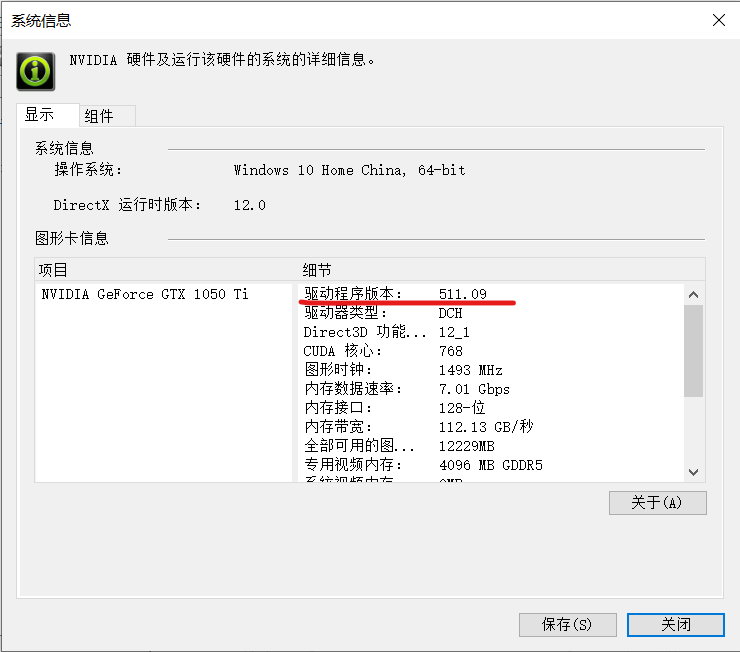 系统信息
NVIDIA 硬件及运行该硬件的系统的详细信息。
显示 组件
系统信息
操作系统: Windows 10 Home China, 64-bit
DirectX 运行时版本: 12.0
图形卡信息
项目 细节
NVIDIA GeForce GTX 1050 Ti 驱动程序版本: 511.09
驱动器类型: DCH
Direct3D 功能... 12_1
CUDA 核心: 768
图形时钟: 1493 MHz
内存数据速率: 7.01 Gbps
内存接口: 128-位
内存带宽: 112.13 GB/秒
全部可用的图... 12229MB
专用视频内存: 4096 MB GDDR5
系统视频内存: 0MB
关于(A)
保存(S) 关闭